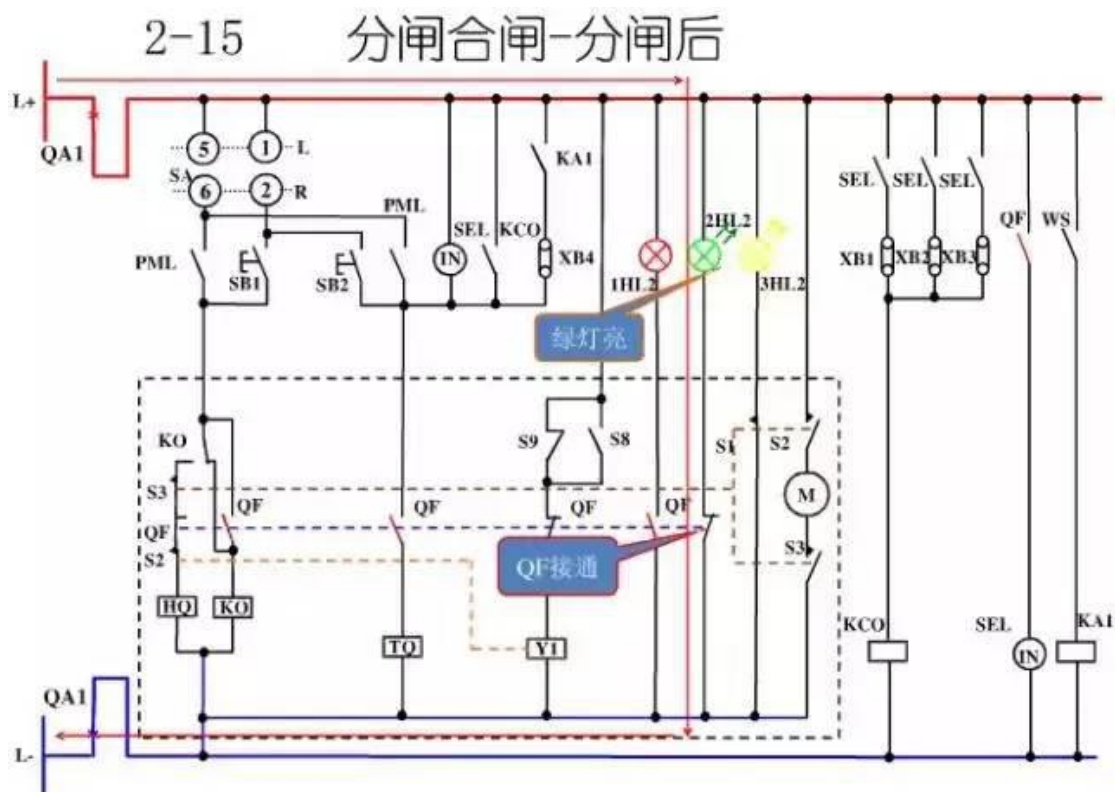 2-15 分闸合闸-分闸后
L+
QA1
5 1 L
SA 6 2 R
PML
KA1
SEL SEL SEL
2HL2
QF WS
PML
SB1
SB2
IN
SEL
KCO
XB4
1HL2
3HL2
XB1 XB2 XB3
绿灯亮
KO
S9 S8
S1 S2
S3
M
QF QF QF QF QF
QF接通
S2
S3
HQ KO
TQ
Y1
KCO
SEL
IN
KA1
QA1
L-